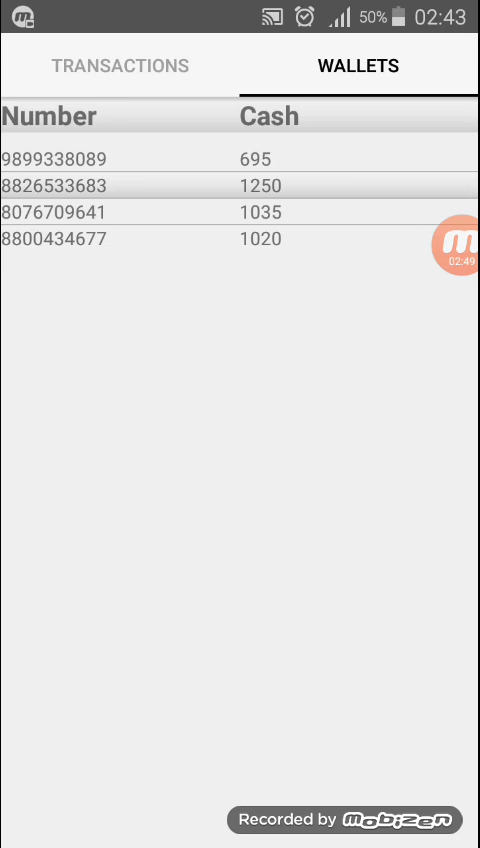 50% 02:43
TRANSACTIONS WALLETS
Number Cash
9899338089 695
8826533683 1250
8076709641 1035
8800434677 1020
02:49
Recorded by mobizen